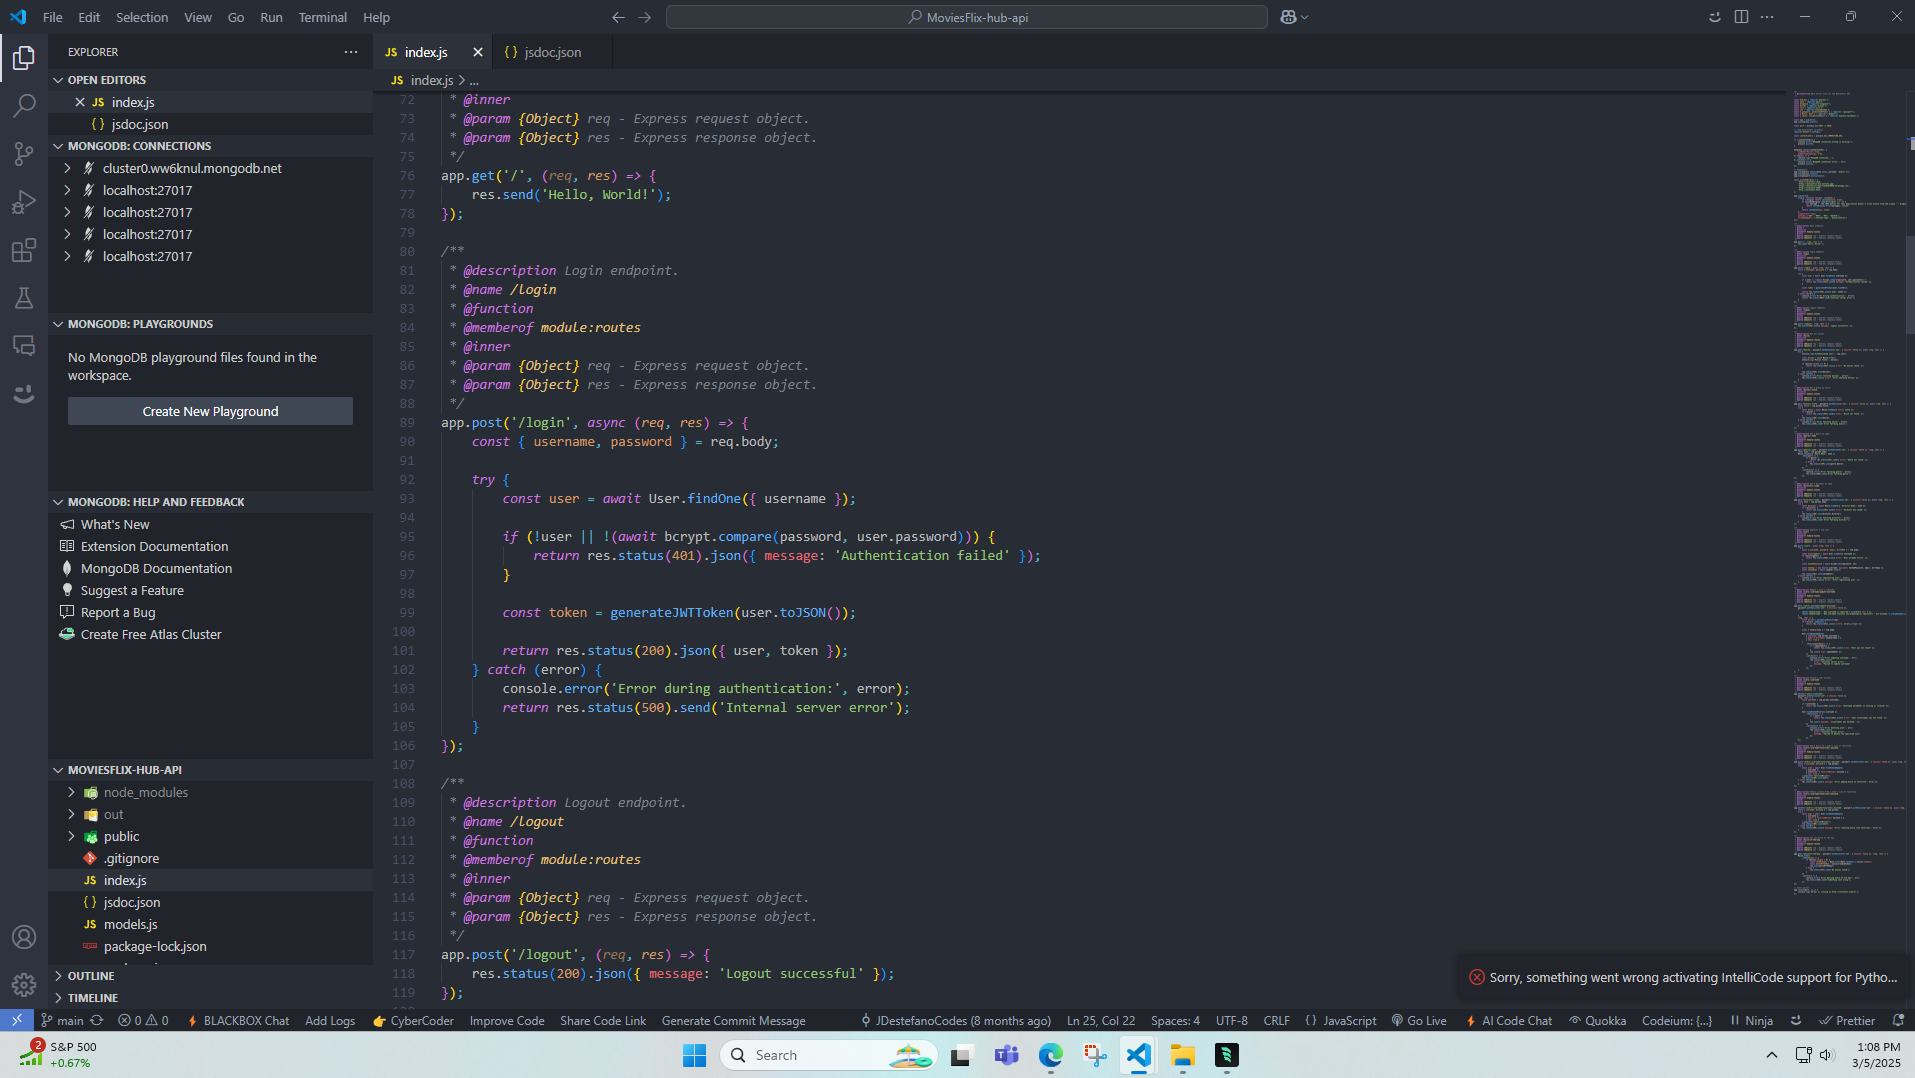 File Edit Selection View Go Run Terminal Help
MoviesFlix-hub-api
EXPLORER
OPEN EDITORS
JS index.js
{} jsdoc.json
MONGODB: CONNECTIONS
cluster0.ww6knul.mongodb.net
localhost:27017
localhost:27017
localhost:27017
localhost:27017
MONGODB: PLAYGROUNDS
No MongoDB playground files found in the
workspace.
Create New Playground
MONGODB: HELP AND FEEDBACK
What's New
Extension Documentation
MongoDB Documentation
Suggest a Feature
Report a Bug
Create Free Atlas Cluster
MOVIESFLIX-HUB-API
node_modules
out
public
.gitignore
JS index.js
{} jsdoc.json
JS models.js
package-lock.json
OUTLINE
TIMELINE
JS index.js
{} jsdoc.json
JS index.js > ...
72 * @inner
73 * @param {Object} req - Express request object.
74 * @param {Object} res - Express response object.
75 */
76 app.get('/', (req, res) => {
77 res.send('Hello, World!');
78 });
79
80 /**
81 * @description Login endpoint.
82 * @name /login
83 * @function
84 * @memberof module:routes
85 * @inner
86 * @param {Object} req - Express request object.
87 * @param {Object} res - Express response object.
88 */
89 app.post('/login', async (req, res) => {
90 const { username, password } = req.body;
91
92 try {
93 const user = await User.findOne({ username });
94
95 if (!user || !(await bcrypt.compare(password, user.password))) {
96 return res.status(401).json({ message: 'Authentication failed' });
97 }
98
99 const token = generateJWTToken(user.toJSON());
100
101 return res.status(200).json({ user, token });
102 } catch (error) {
103 console.error('Error during authentication:', error);
104 return res.status(500).send('Internal server error');
105 }
106 });
107
108 /**
109 * @description Logout endpoint.
110 * @name /logout
111 * @function
112 * @memberof module:routes
113 * @inner
114 * @param {Object} req - Express request object.
115 * @param {Object} res - Express response object.
116 */
117 app.post('/logout', (req, res) => {
118 res.status(200).json({ message: 'Logout successful' });
119 });
Sorry, something went wrong activating IntelliCode support for Pytho...
main 0 0 BLACKBOX Chat Add Logs CyberCoder Improve Code Share Code Link Generate Commit Message JDestefanoCodes (8 months ago) Ln 25, Col 22 Spaces: 4 UTF-8 CRLF {} JavaScript Go Live AI Code Chat Quokka Codeium: {...} Ninja Prettier
2
S&P 500
+0.67%
Search
1:08 PM
3/5/2025